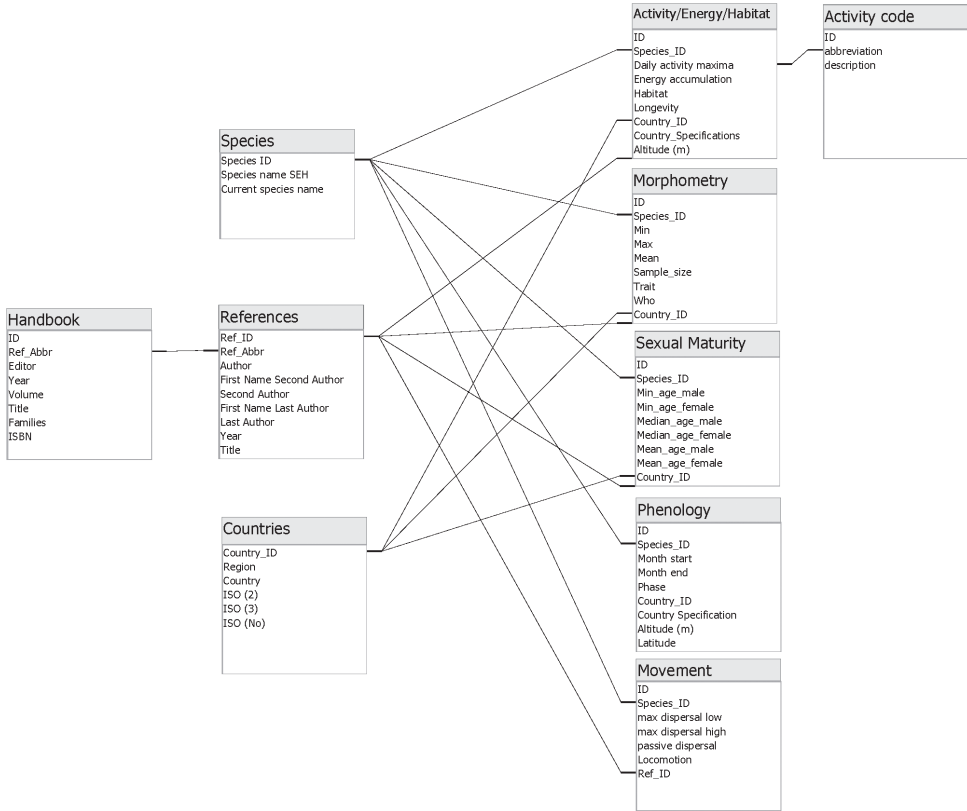 Activity/Energy/Habitat
ID
Species_ID
Daily activity maxima
Energy accumulation
Habitat
Longevity
Country_ID
Country_Specifications
Altitude (m)
Activity code
ID
abbreviation
description
Species
Species ID
Species name SEH
Current species name
Morphometry
ID
Species_ID
Min
Max
Mean
Sample_size
Trait
Who
Country_ID
Handbook
ID
Ref_Abbr
Editor
Year
Volume
Title
Families
ISBN
References
Ref_ID
Ref_Abbr
Author
First Name Second Author
Second Author
First Name Last Author
Last Author
Year
Title
Sexual Maturity
ID
Species_ID
Min_age_male
Min_age_female
Median_age_male
Median_age_female
Mean_age_male
Mean_age_female
Country_ID
Countries
Country_ID
Region
Country
ISO (2)
ISO (3)
ISO (No)
Phenology
ID
Species_ID
Month start
Month end
Phase
Country_ID
Country Specification
Altitude (m)
Latitude
Movement
ID
Species_ID
max dispersal low
max dispersal high
passive dispersal
Locomotion
Ref_ID